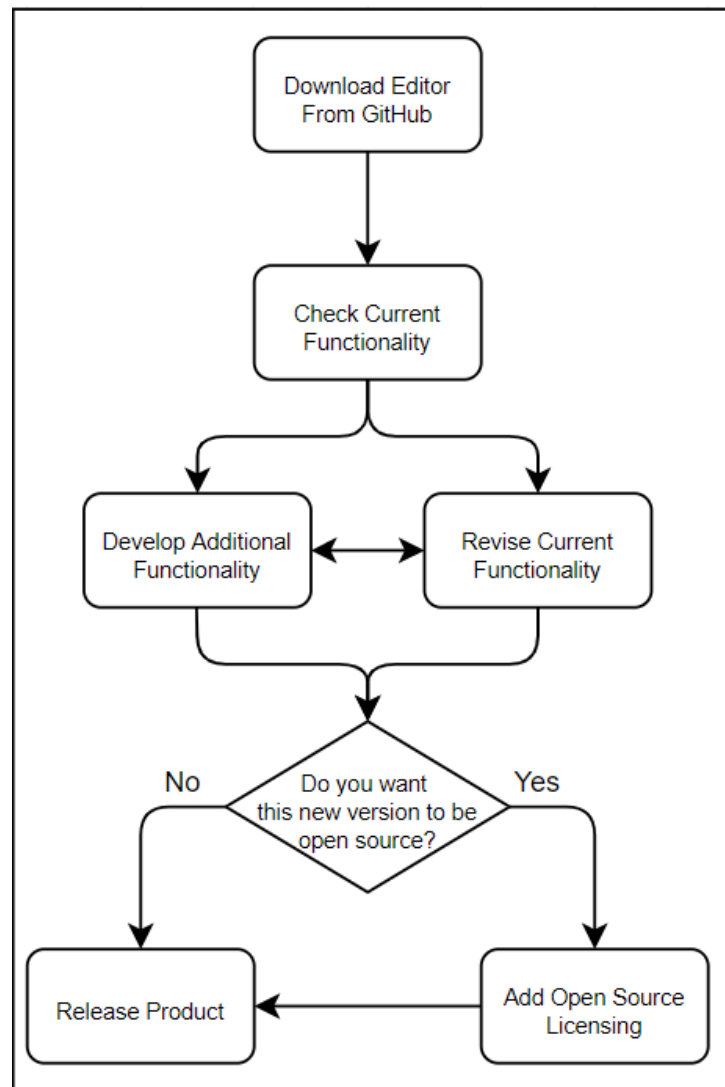 Download Editor
From GitHub
Check Current
Functionality
Develop Additional
Functionality
Revise Current
Functionality
No
Do you want
this new version to be
open source?
Yes
Release Product
Add Open Source
Licensing